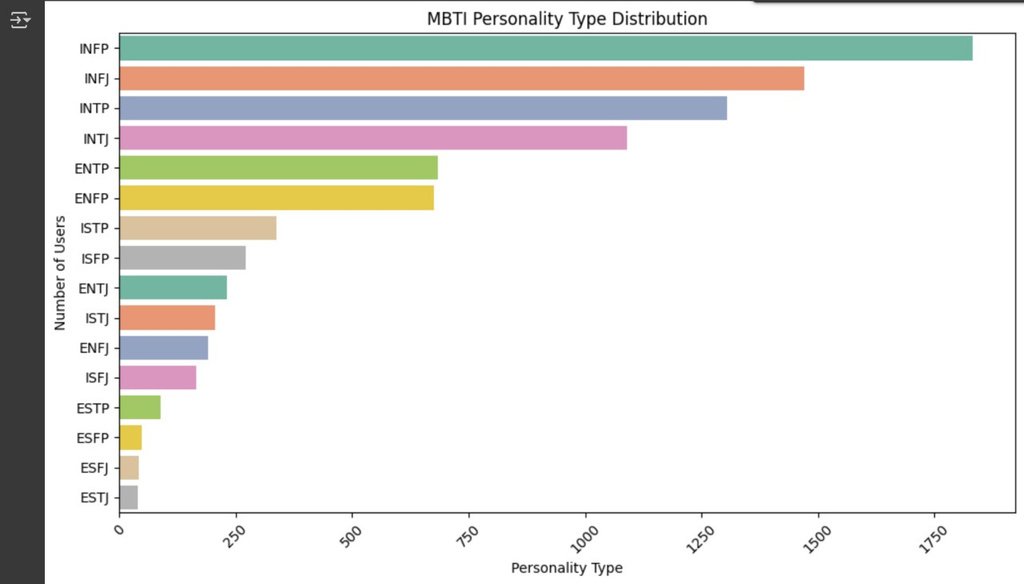 MBTI Personality Type Distribution
INFP
INFJ
INTP
INTJ
ENTP
ENFP
ISTP
ISFP
ENTJ
ISTJ
ENFJ
ISFJ
ESTP
ESFP
ESFJ
ESTJ
Number of Users
0 250 500 750 1000 1250 1500 1750
Personality Type